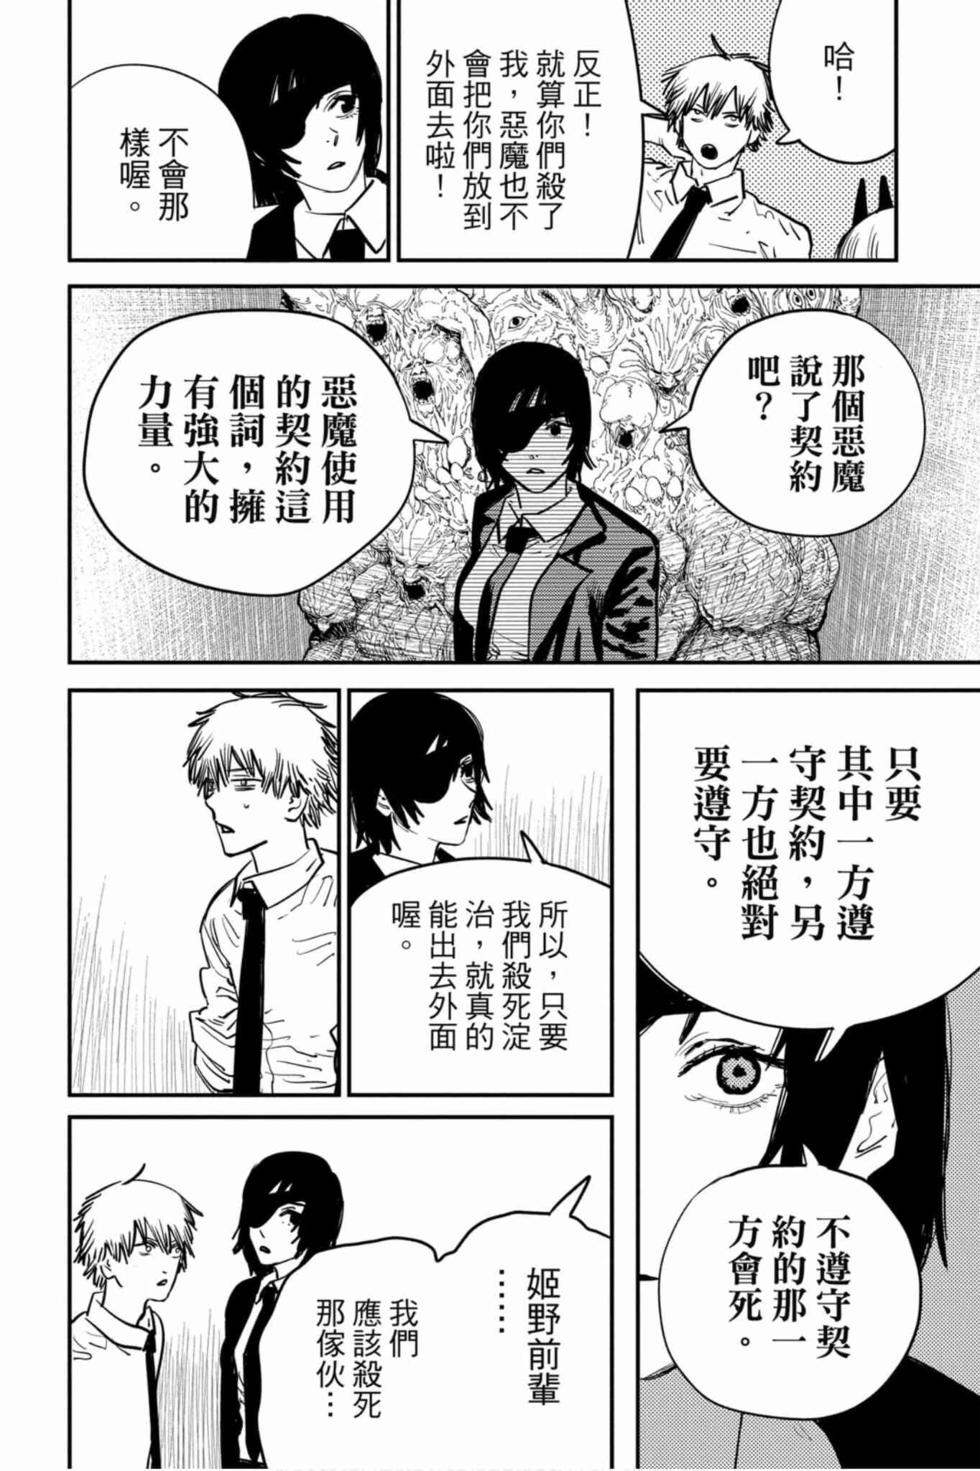 哈！
反正！
就算你們殺了
我，惡魔也不
會把你們放到
外面去啦！
不會那
樣喔。
那個惡魔
說了契約
吧？
惡魔使用
的契約這
個詞，擁
有強大的
力量。
只要
其中一方遵
守契約，另
一方也絕對
要遵守。
不遵守契
約的那一
方會死。
所以，只要
我們殺死淀
治，就真的
能出去外面
喔。
姬野前輩
……
我們
應該殺死
那傢伙…